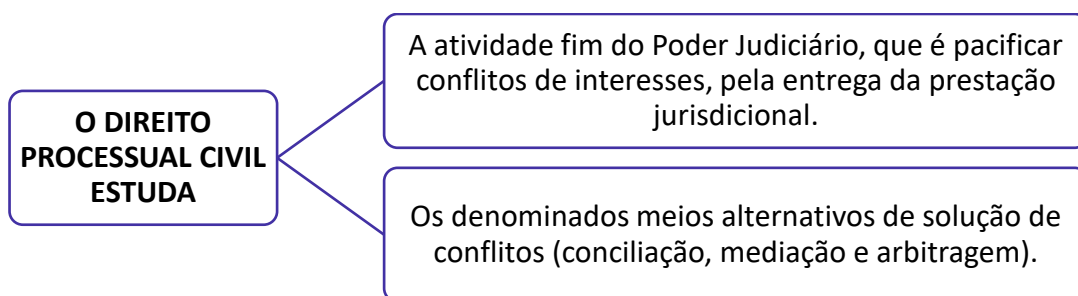 O DIREITO
PROCESSUAL CIVIL
ESTUDA
A atividade fim do Poder Judiciário, que é pacificar
conflitos de interesses, pela entrega da prestação
jurisdicional.
Os denominados meios alternativos de solução de
conflitos (conciliação, mediação e arbitragem).